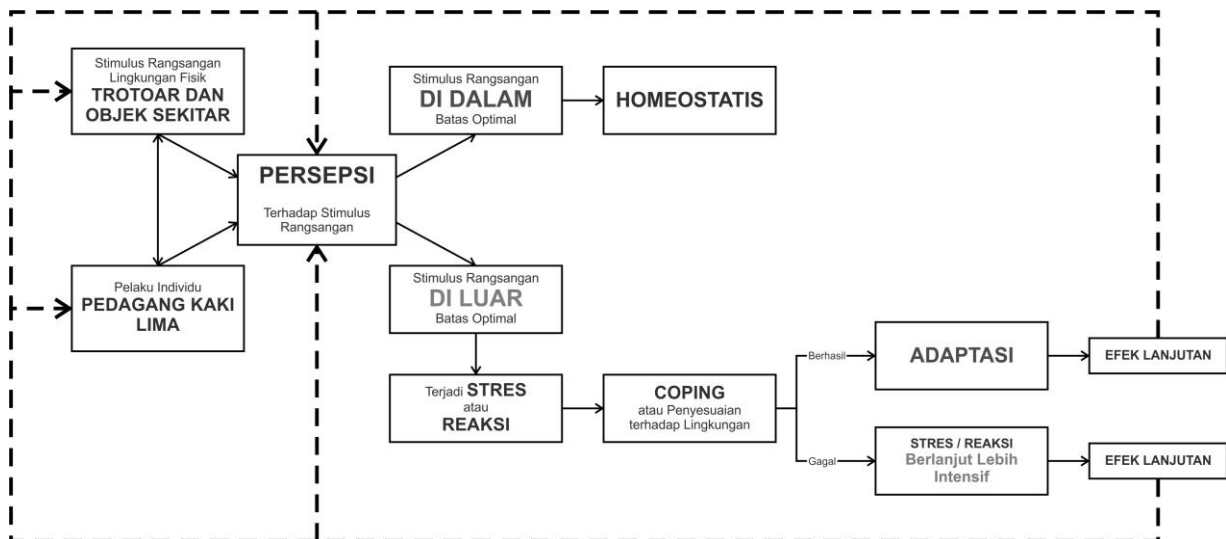 Stimulus Rangsangan
Lingkungan Fisik
TROTOAR DAN
OBJEK SEKITAR
Pelaku Individu
PEDAGANG KAKI
LIMA
PERSEPSI
Terhadap Stimulus
Rangsangan
Stimulus Rangsangan
DI DALAM
Batas Optimal
HOMEOSTATIS
Stimulus Rangsangan
DI LUAR
Batas Optimal
Terjadi STRES
atau
REAKSI
COPING
atau Penyesuaian
terhadap Lingkungan
Berhasil
ADAPTASI
EFEK LANJUTAN
Gagal
STRES / REAKSI
Berlanjut Lebih
Intensif
EFEK LANJUTAN